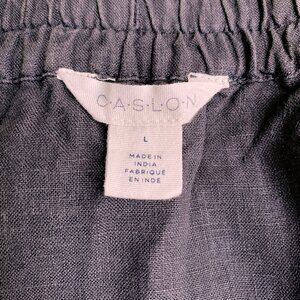 C·A·S·L·O·N
L
MADE IN
INDIA
FABRIQUÉ
EN INDE